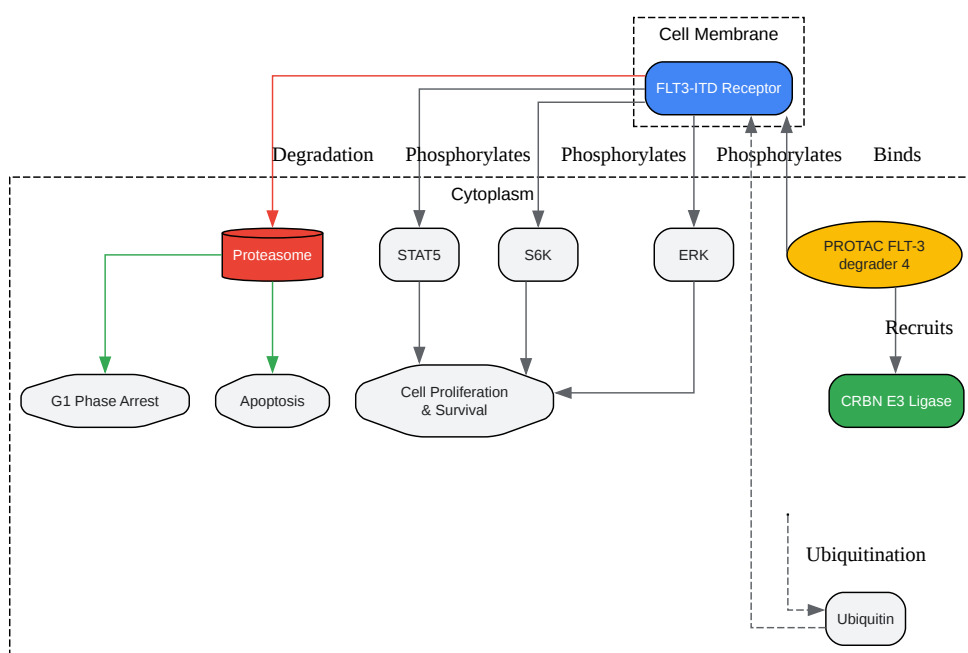 Cell Membrane
FLT3-ITD Receptor
Degradation
Phosphorylates
Phosphorylates
Phosphorylates
Binds
Cytoplasm
Proteasome
STAT5
S6K
ERK
PROTAC FLT-3
degrader 4
Recruits
G1 Phase Arrest
Apoptosis
Cell Proliferation
& Survival
CRBN E3 Ligase
Ubiquitination
Ubiquitin